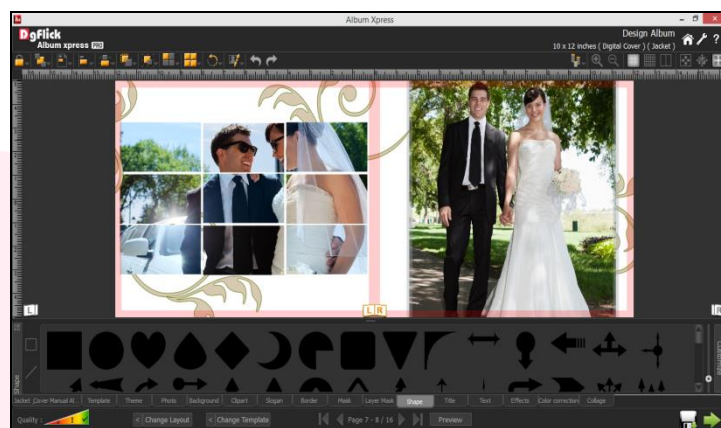 Album Xpress
DgFlick
Album xpress PRO
Design Album
10 x 12 inches ( Digital Cover ) ( Jacket )
L
L R
R
Shape
Customize
Jacket Cover Manual Al.. Template Theme Photo Background Clipart Slogan Border Mask Layer Mask Shape Title Text Effects Color correction Collage
Quality : < Change Layout < Change Template Page 7 - 8 / 16 Preview